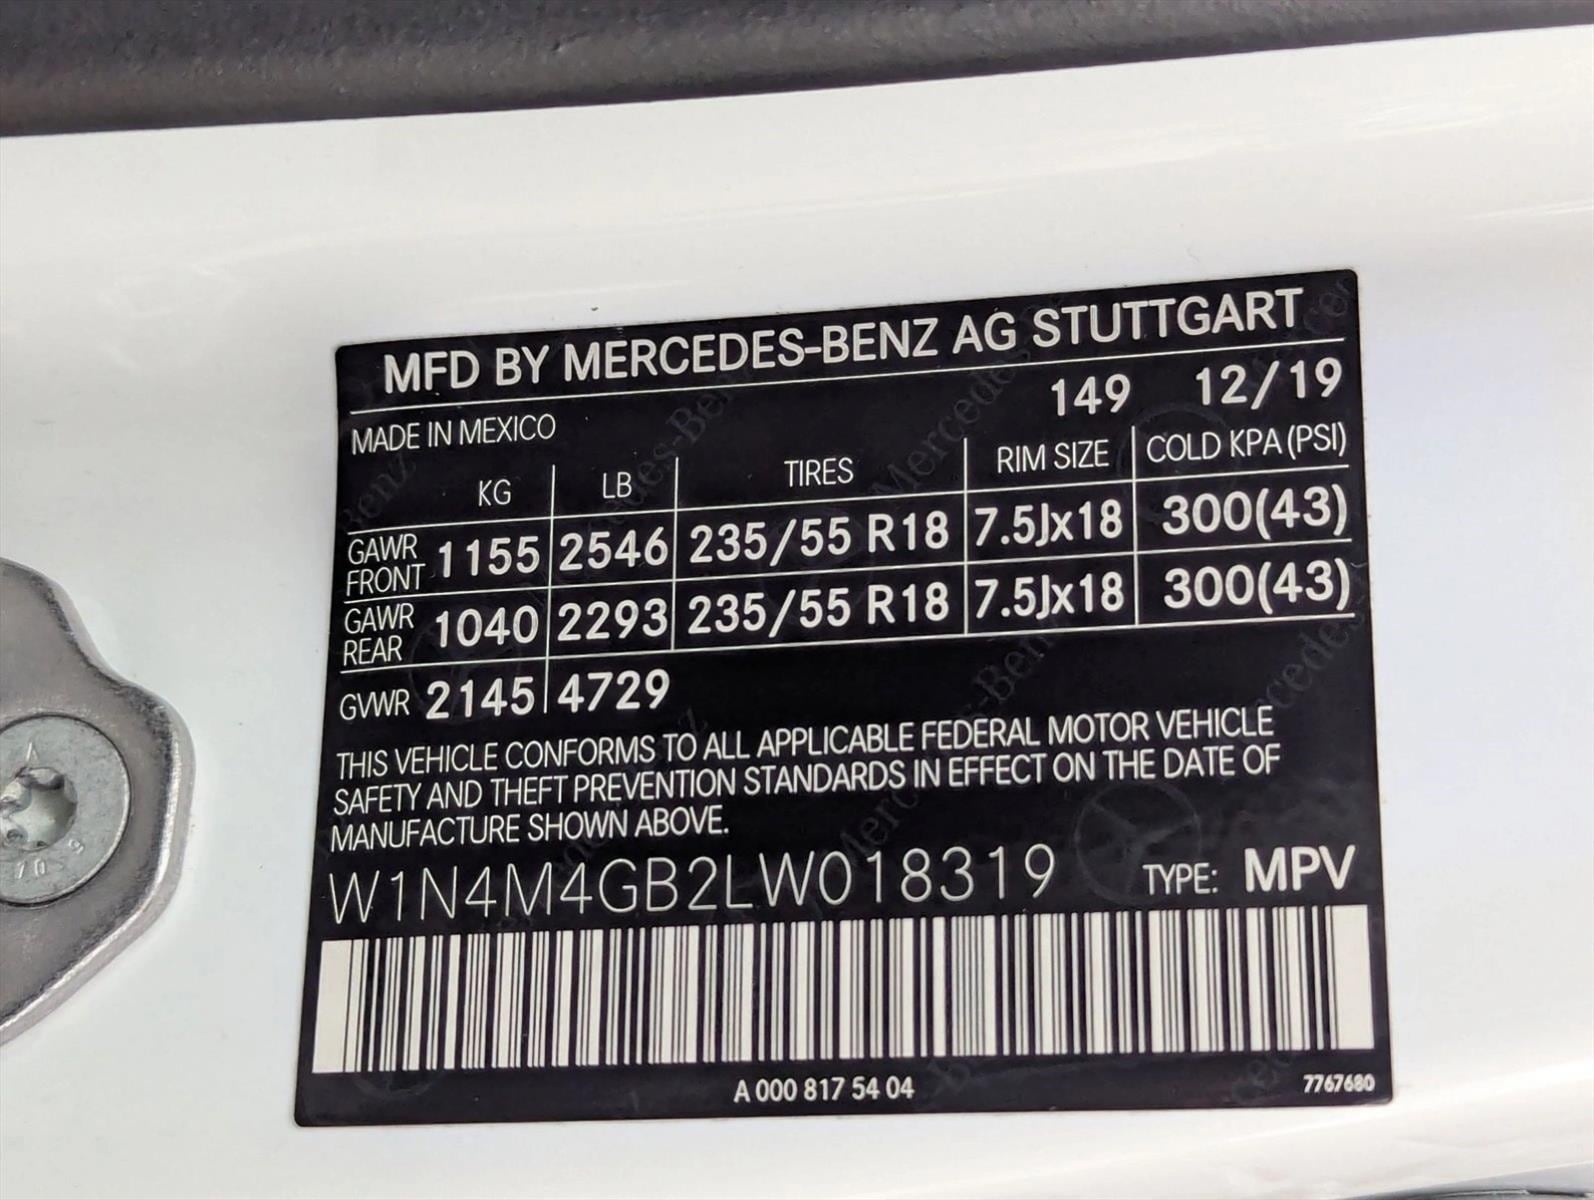 MFD BY MERCEDES-BENZ AG STUTTGART
149 12/19
MADE IN MEXICO
KG LB TIRES RIM SIZE COLD KPA (PSI)
GAWR FRONT 1155 2546 235/55 R18 7.5Jx18 300(43)
GAWR REAR 1040 2293 235/55 R18 7.5Jx18 300(43)
GVWR 2145 4729
THIS VEHICLE CONFORMS TO ALL APPLICABLE FEDERAL MOTOR VEHICLE
SAFETY AND THEFT PREVENTION STANDARDS IN EFFECT ON THE DATE OF
MANUFACTURE SHOWN ABOVE.
W1N4M4GB2LW018319 TYPE: MPV
A 000 817 54 04 7767680